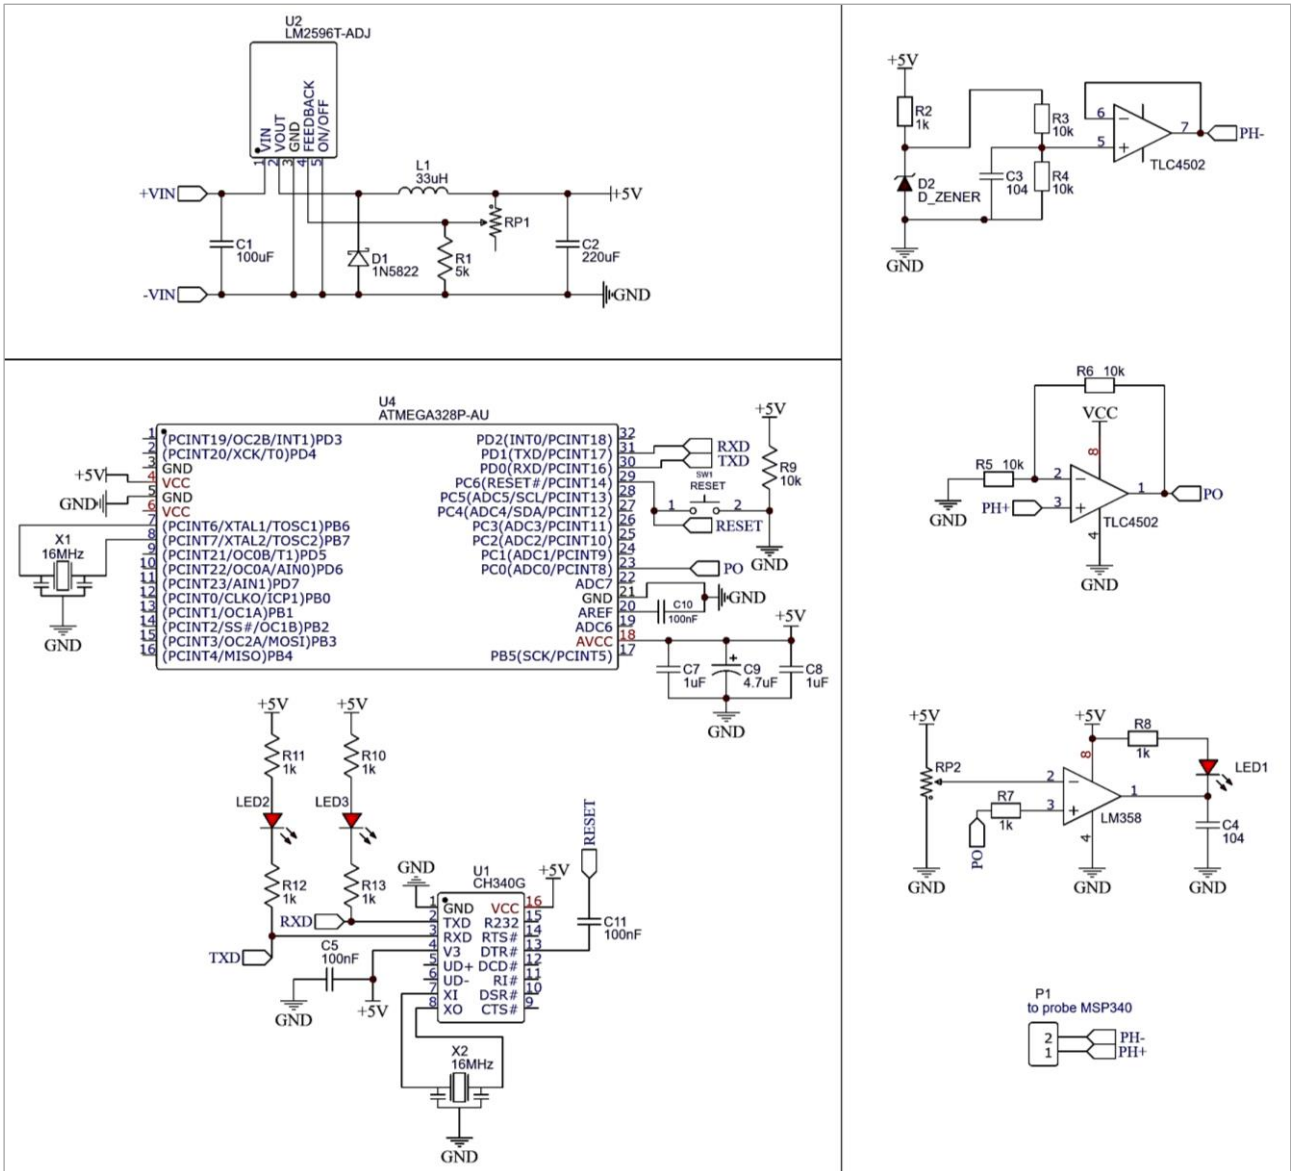 U2
LM2596T-ADJ
VIN
VOUT
GND
FEEDBACK
ON/OFF
1
2
3
4
5
+VIN
-VIN
C1
100uF
D1
1N5822
L1
33uH
R1
5k
RP1
C2
220uF
+5V
GND
+5V
R2
1k
D2
D_ZENER
GND
C3
104
R3
10k
R4
10k
6
5
7
TLC4502
PH-
R6 10k
VCC
8
R5 10k
GND
PH+
2
3
1
4
TLC4502
PO
GND
U4
ATMEGA328P-AU
1 (PCINT19/OC2B/INT1)PD3
2 (PCINT20/XCK/T0)PD4
3 GND
4 VCC
5 GND
6 VCC
7 (PCINT6/XTAL1/TOSC1)PB6
8 (PCINT7/XTAL2/TOSC2)PB7
9 (PCINT21/OC0B/T1)PD5
10 (PCINT22/OC0A/AIN0)PD6
11 (PCINT23/AIN1)PD7
12 (PCINT0/CLKO/ICP1)PB0
13 (PCINT1/OC1A)PB1
14 (PCINT2/SS#/OC1B)PB2
15 (PCINT3/OC2A/MOSI)PB3
16 (PCINT4/MISO)PB4
PD2(INT0/PCINT18) 32
PD1(TXD/PCINT17) 31
PD0(RXD/PCINT16) 30
PC6(RESET#/PCINT14) 29
PC5(ADC5/SCL/PCINT13) 28
PC4(ADC4/SDA/PCINT12) 27
PC3(ADC3/PCINT11) 26
PC2(ADC2/PCINT10) 25
PC1(ADC1/PCINT9) 24
PC0(ADC0/PCINT8) 23
ADC7 22
GND 21
AREF 20
ADC6 19
AVCC 18
PB5(SCK/PCINT5) 17
+5V
GND
X1
16MHz
GND
RXD
TXD
SW1
RESET
1
2
RESET
+5V
R9
10k
GND
PO
GND
C10
100nF
+5V
C7
1uF
C9
4.7uF
C8
1uF
GND
+5V
+5V
R11
1k
R10
1k
LED2
LED3
R12
1k
R13
1k
RXD
TXD
C5
100nF
GND
+5V
GND
U1
CH340G
1 GND
2 TXD
3 RXD
4 V3
5 UD+
6 UD-
7 XI
8 XO
VCC 16
R232 15
RTS# 14
DTR# 13
DCD# 12
RI# 11
DSR# 10
CTS# 9
+5V
RESET
C11
100nF
X2
16MHz
GND
+5V
RP2
GND
PO
R7
1k
+5V
8
2
3
1
4
LM358
GND
R8
1k
LED1
C4
104
GND
P1
to probe MSP340
2
1
PH-
PH+